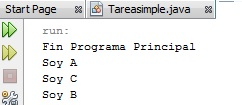 Start Page Tareasimple.java
run:
Fin Programa Principal
Soy A
Soy C
Soy B